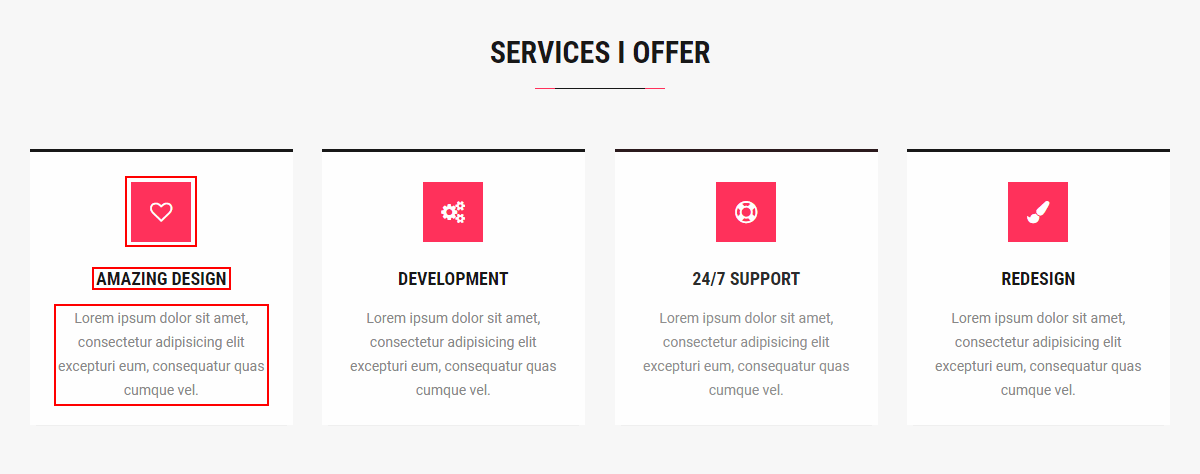 SERVICES I OFFER
AMAZING DESIGN
Lorem ipsum dolor sit amet,
consectetur adipisicing elit
excepturi eum, consequatur quas
cumque vel.
DEVELOPMENT
Lorem ipsum dolor sit amet,
consectetur adipisicing elit
excepturi eum, consequatur quas
cumque vel.
24/7 SUPPORT
Lorem ipsum dolor sit amet,
consectetur adipisicing elit
excepturi eum, consequatur quas
cumque vel.
REDESIGN
Lorem ipsum dolor sit amet,
consectetur adipisicing elit
excepturi eum, consequatur quas
cumque vel.